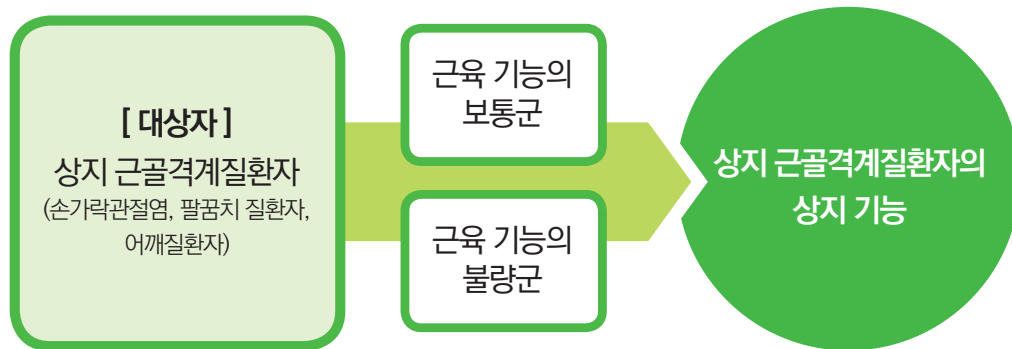 [ 대상자 ]
상지 근골격계질환자
(손가락관절염, 팔꿈치 질환자,
어깨질환자)
근육 기능의
보통군
근육 기능의
불량군
상지 근골격계질환자의
상지 기능